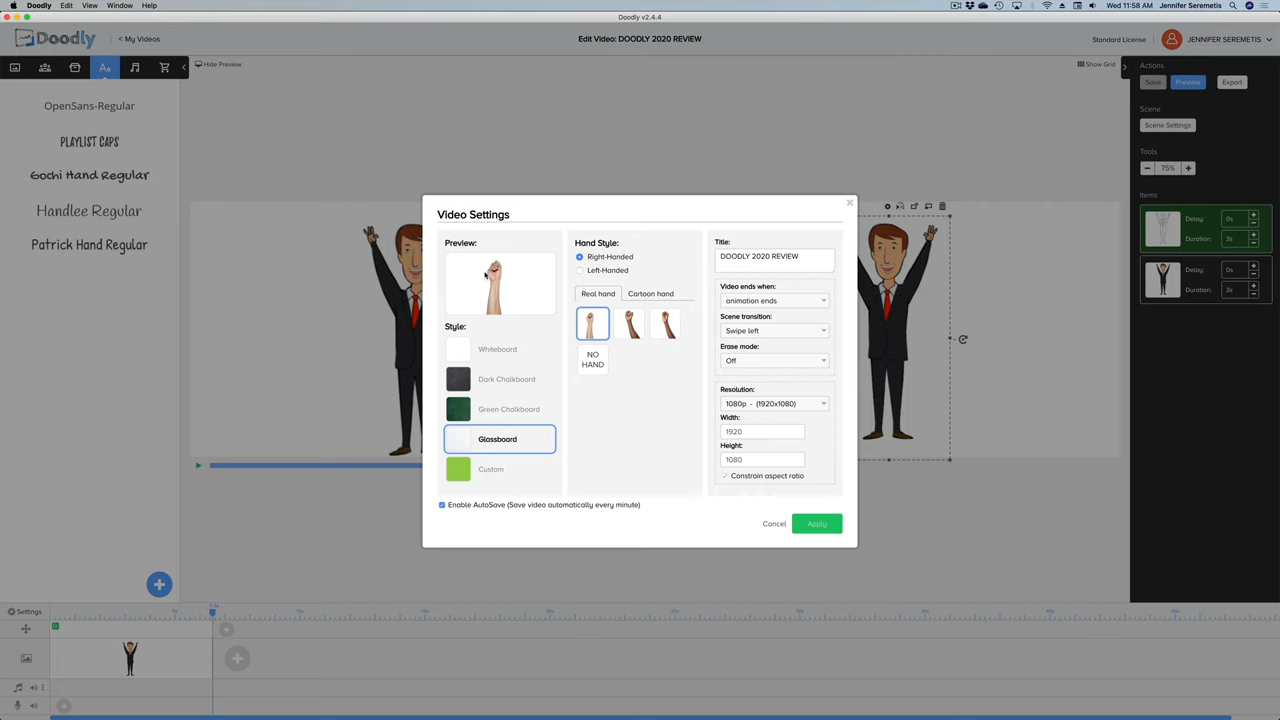 Doodly Edit View Window Help
Wed 11:58 AM Jennifer Seremetis
Doodly v2.4.4
Doodly
< My Videos
Edit Video: DOODLY 2020 REVIEW
Standard License
JENNIFER SEREMETIS
Aa
Hide Preview
Show Grid
OpenSans-Regular
PLAYLIST CAPS
Gochi Hand Regular
Handlee Regular
Patrick Hand Regular
Actions
Save
Preview
Export
Scene
Scene Settings
Tools
75%
Items
Delay:
0s
Duration:
3s
Delay:
0s
Duration:
3s
Video Settings
Preview:
Style:
Whiteboard
Dark Chalkboard
Green Chalkboard
Glassboard
Custom
Hand Style:
Right-Handed
Left-Handed
Real hand
Cartoon hand
NO
HAND
Title:
DOODLY 2020 REVIEW
Video ends when:
animation ends
Scene transition:
Swipe left
Erase mode:
Off
Resolution:
1080p - (1920x1080)
Width:
1920
Height:
1080
Constrain aspect ratio
Enable AutoSave (Save video automatically every minute)
Cancel
Apply
Settings